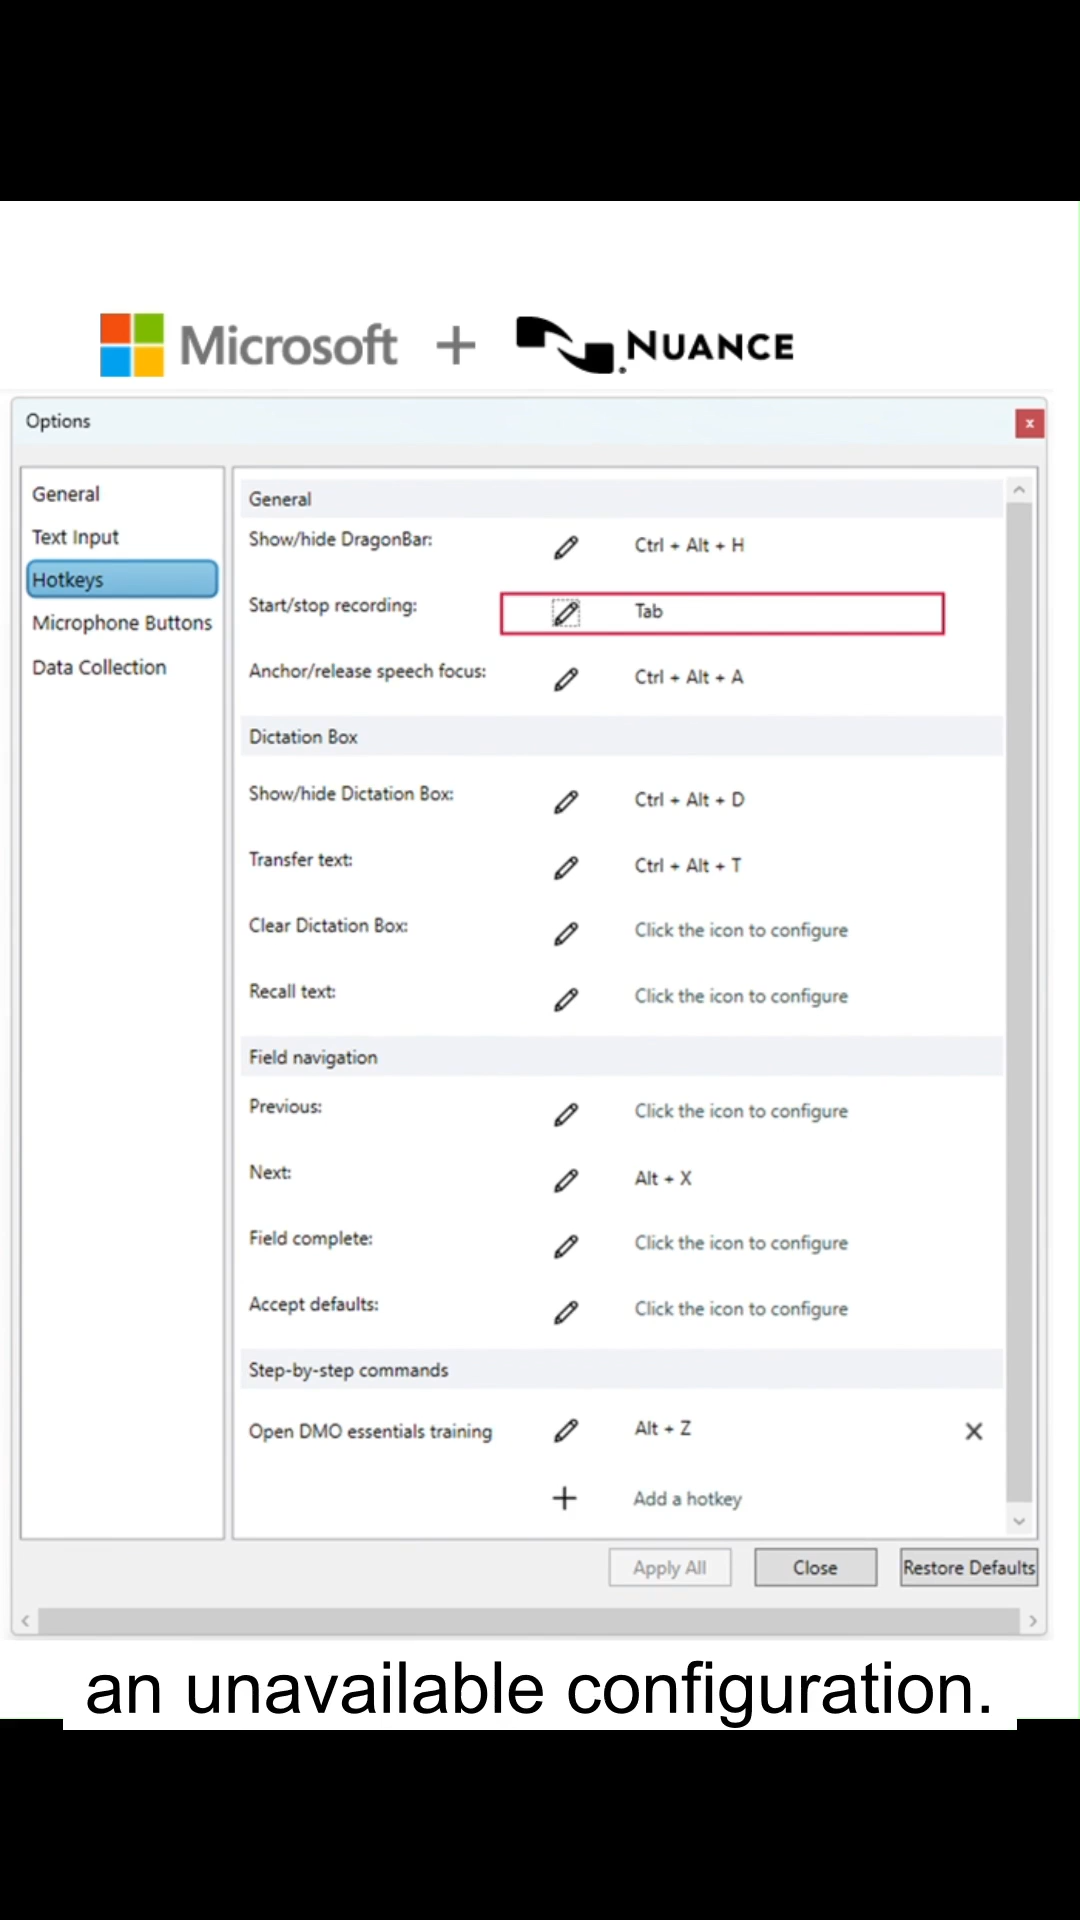 Microsoft + NUANCE
Options
x
General
Text Input
Hotkeys
Microphone Buttons
Data Collection
General
Show/hide DragonBar: Ctrl + Alt + H
Start/stop recording: Tab
Anchor/release speech focus: Ctrl + Alt + A
Dictation Box
Show/hide Dictation Box: Ctrl + Alt + D
Transfer text: Ctrl + Alt + T
Clear Dictation Box: Click the icon to configure
Recall text: Click the icon to configure
Field navigation
Previous: Click the icon to configure
Next: Alt + X
Field complete: Click the icon to configure
Accept defaults: Click the icon to configure
Step-by-step commands
Open DMO essentials training Alt + Z
Add a hotkey
Apply All Close Restore Defaults
an unavailable configuration.